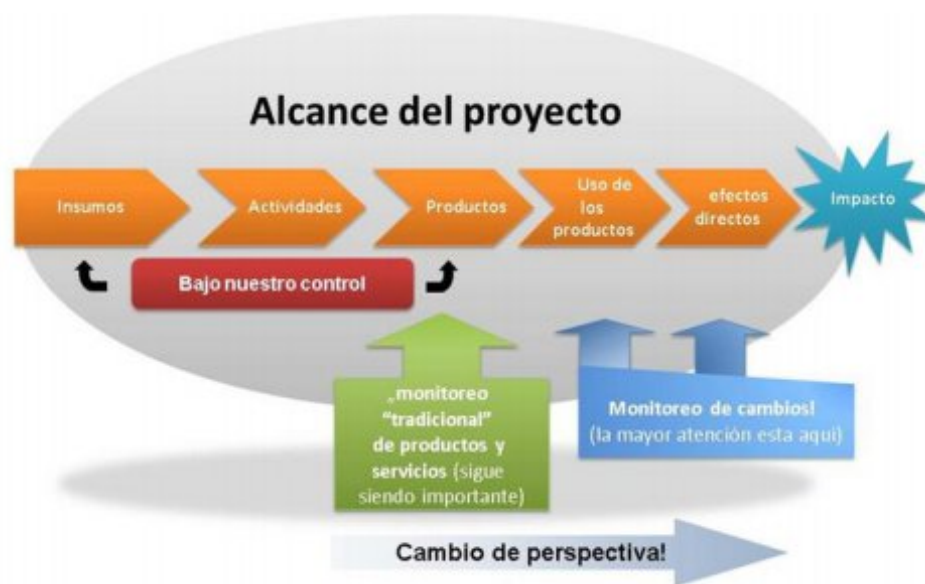 Alcance del proyecto
Insumos
Actividades
Productos
Uso de
los
productos
efectos
directos
Impacto
Bajo nuestro control
„monitoreo
“tradicional”
de productos y
servicios (sigue
siendo importante)
Monitoreo de cambios!
(la mayor atención esta aqui)
Cambio de perspectiva!